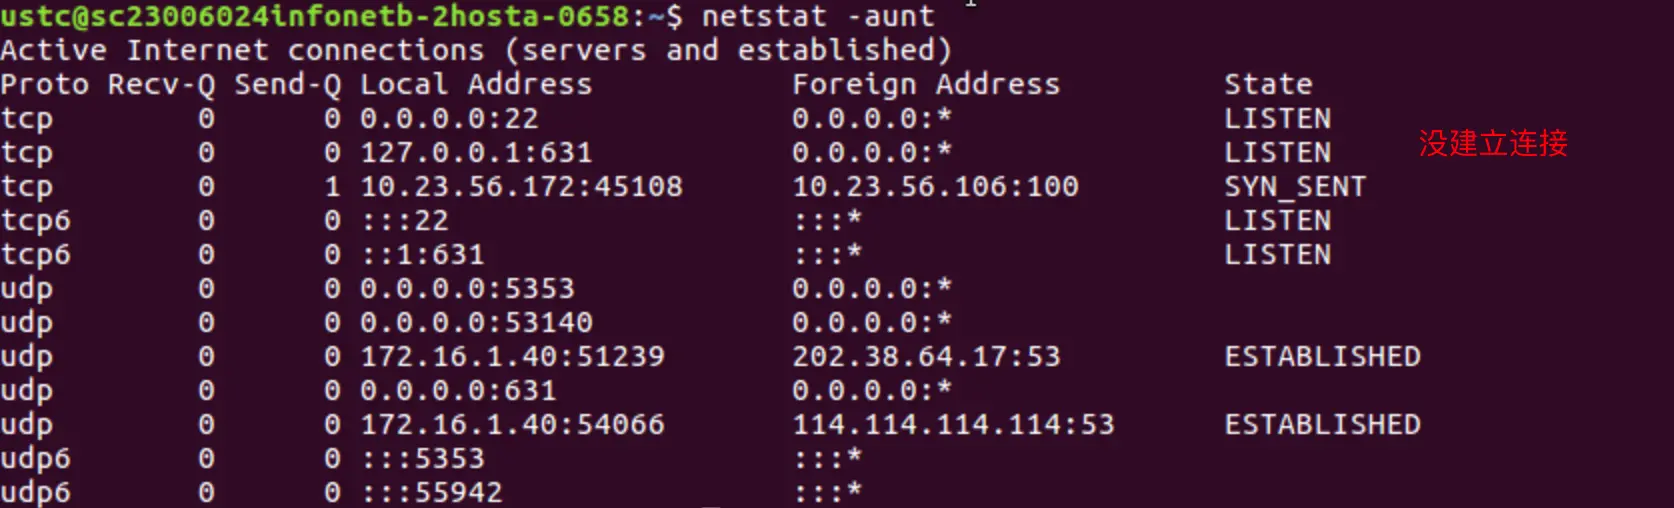 ustc@sc23006024infonetb-2hosta-0658:~$ netstat -aunt
Active Internet connections (servers and established)
Proto Recv-Q Send-Q Local Address Foreign Address State
tcp 0 0 0.0.0.0:22 0.0.0.0:* LISTEN
没建立连接
tcp 0 0 127.0.0.1:631 0.0.0.0:* LISTEN
tcp 0 1 10.23.56.172:45108 10.23.56.106:100 SYN_SENT
tcp6 0 0 :::22 :::* LISTEN
tcp6 0 0 ::1:631 :::* LISTEN
udp 0 0 0.0.0.0:5353 0.0.0.0:*
udp 0 0 0.0.0.0:53140 0.0.0.0:*
udp 0 0 172.16.1.40:51239 202.38.64.17:53 ESTABLISHED
udp 0 0 0.0.0.0:631 0.0.0.0:*
udp 0 0 172.16.1.40:54066 114.114.114.114:53 ESTABLISHED
udp6 0 0 :::5353 :::*
udp6 0 0 :::55942 :::*